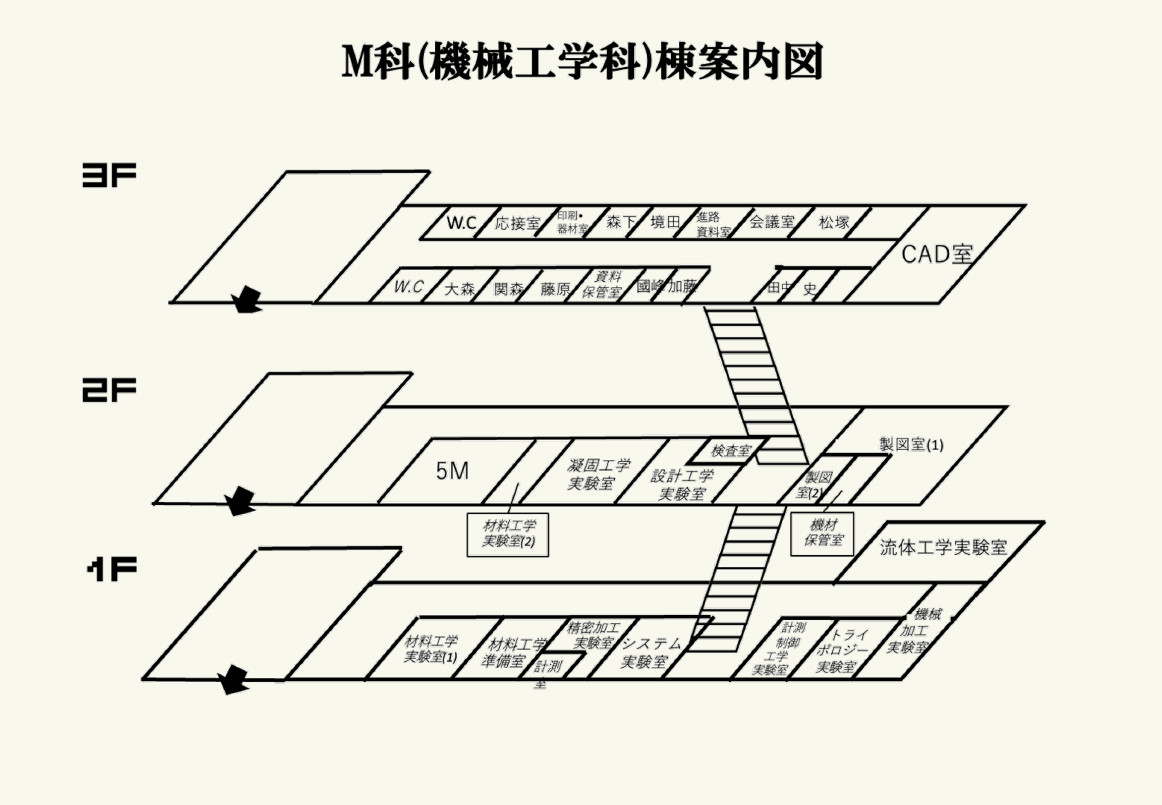 M科(機械工学科)棟案内図
3F
W.C
応接室
印刷・
器材室
森下
境田
進路
資料室
会議室
松塚
CAD室
W.C
大森
関森
藤原
資料
保管室
國峰
加藤
田中
史
2F
5M
凝固工学
実験室
設計工学
実験室
検査室
製図
室(2)
製図室(1)
材料工学
実験室(2)
機材
保管室
1F
流体工学実験室
材料工学
実験室(1)
材料工学
準備室
精密加工
実験室
計測
室
システム
実験室
計測
制御
工学
実験室
トライ
ボロジー
実験室
機械
加工
実験室